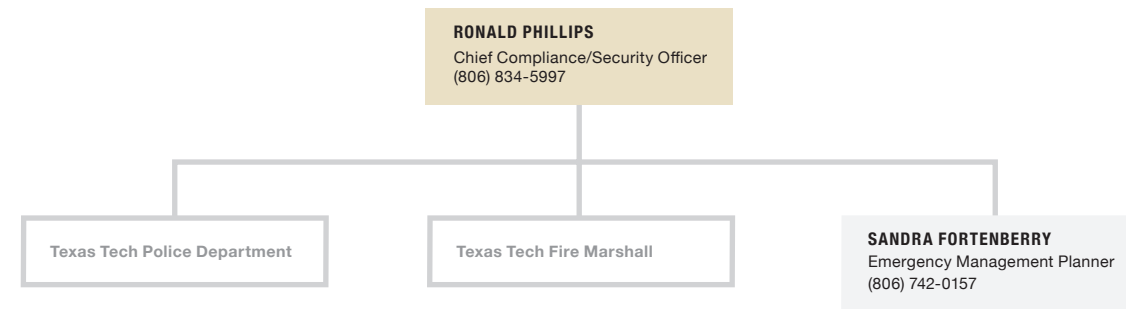 RONALD PHILLIPS
Chief Compliance/Security Officer
(806) 834-5997
Texas Tech Police Department
Texas Tech Fire Marshall
SANDRA FORTENBERRY
Emergency Management Planner
(806) 742-0157